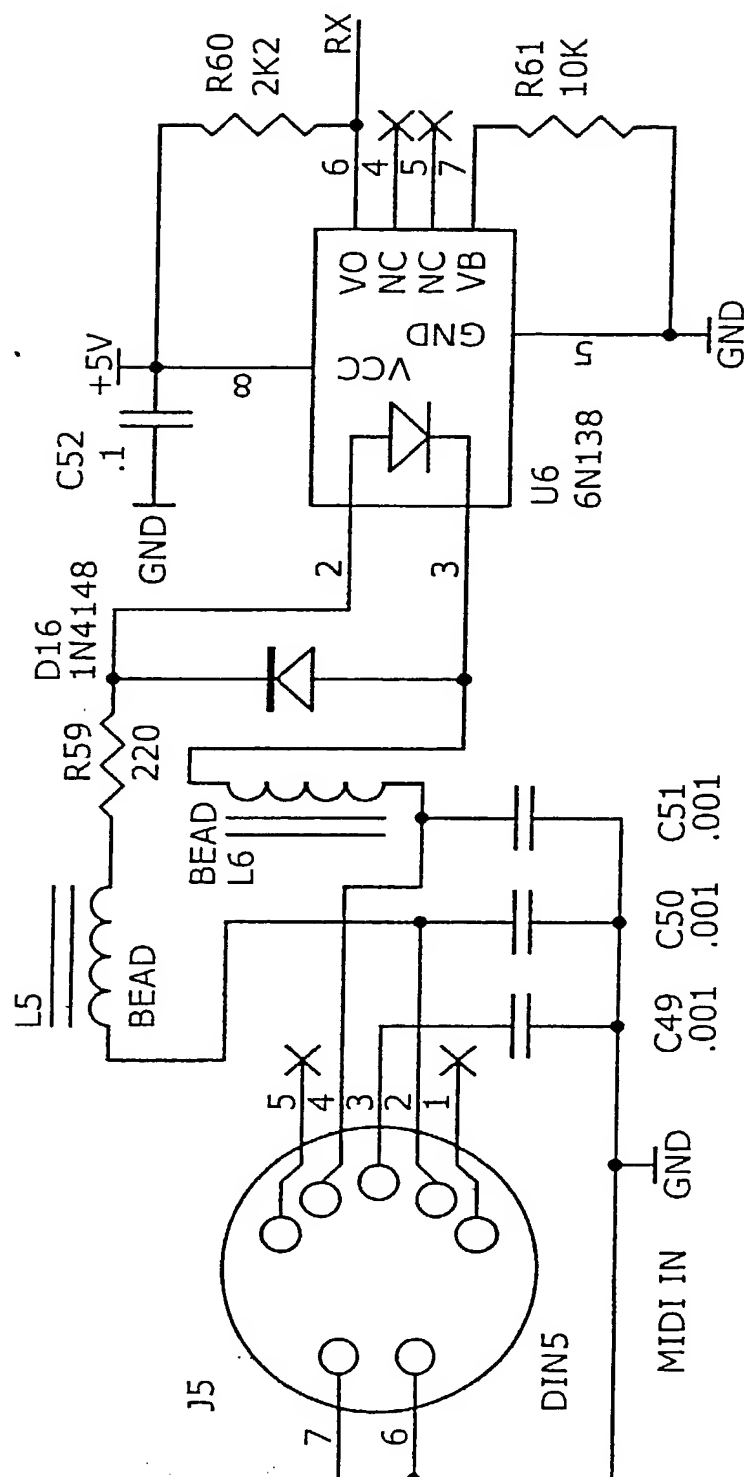 J5
DIN5
MIDI IN
7
6
5
4
3
2
1
GND
L5
BEAD
BEAD
L6
C49
.001
C50
.001
C51
.001
R59
220
D16
1N4148
2
3
GND
C52
.1
+5V
8
U6
6N138
VCC
GND
VO
NC
NC
VB
5
GND
6
4
5
7
R60
2K2
RX
R61
10K